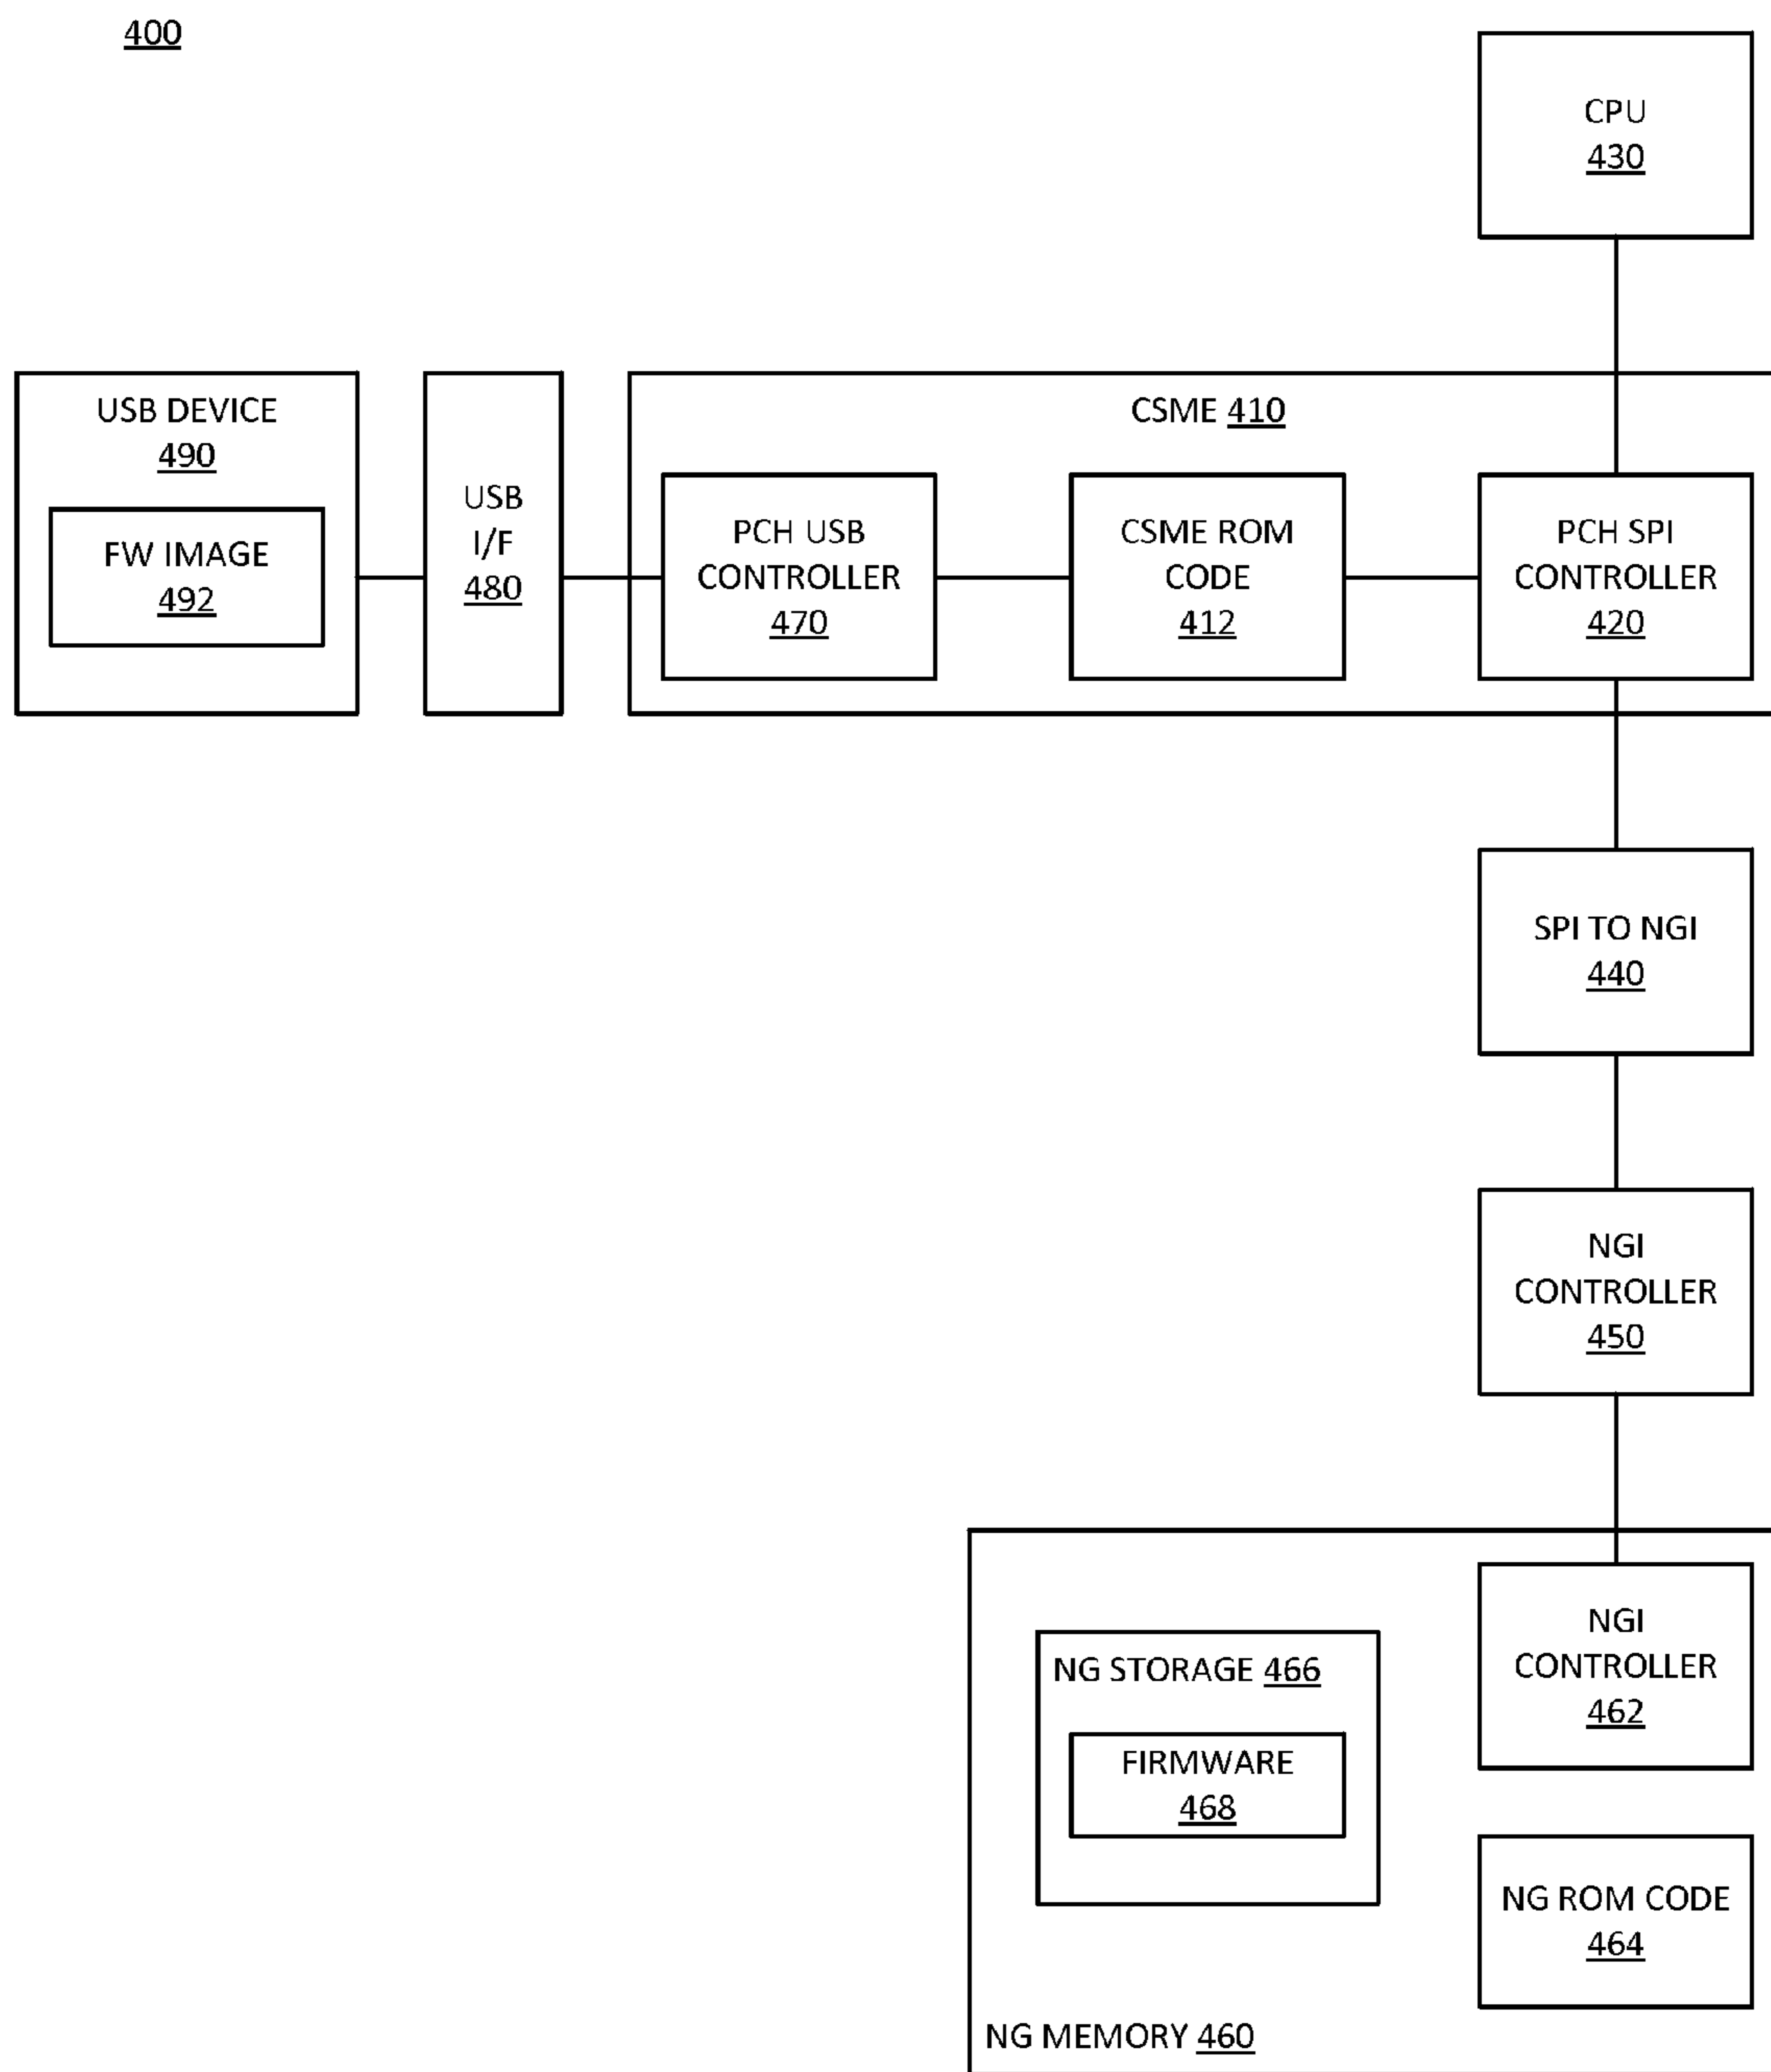 400
CPU
430
USB DEVICE
490
FW IMAGE
492
USB
I/F
480
CSME 410
PCH USB
CONTROLLER
470
CSME ROM
CODE
412
PCH SPI
CONTROLLER
420
SPI TO NGI
440
NGI
CONTROLLER
450
NGI
CONTROLLER
462
NG STORAGE 466
FIRMWARE
468
NG ROM CODE
464
NG MEMORY 460